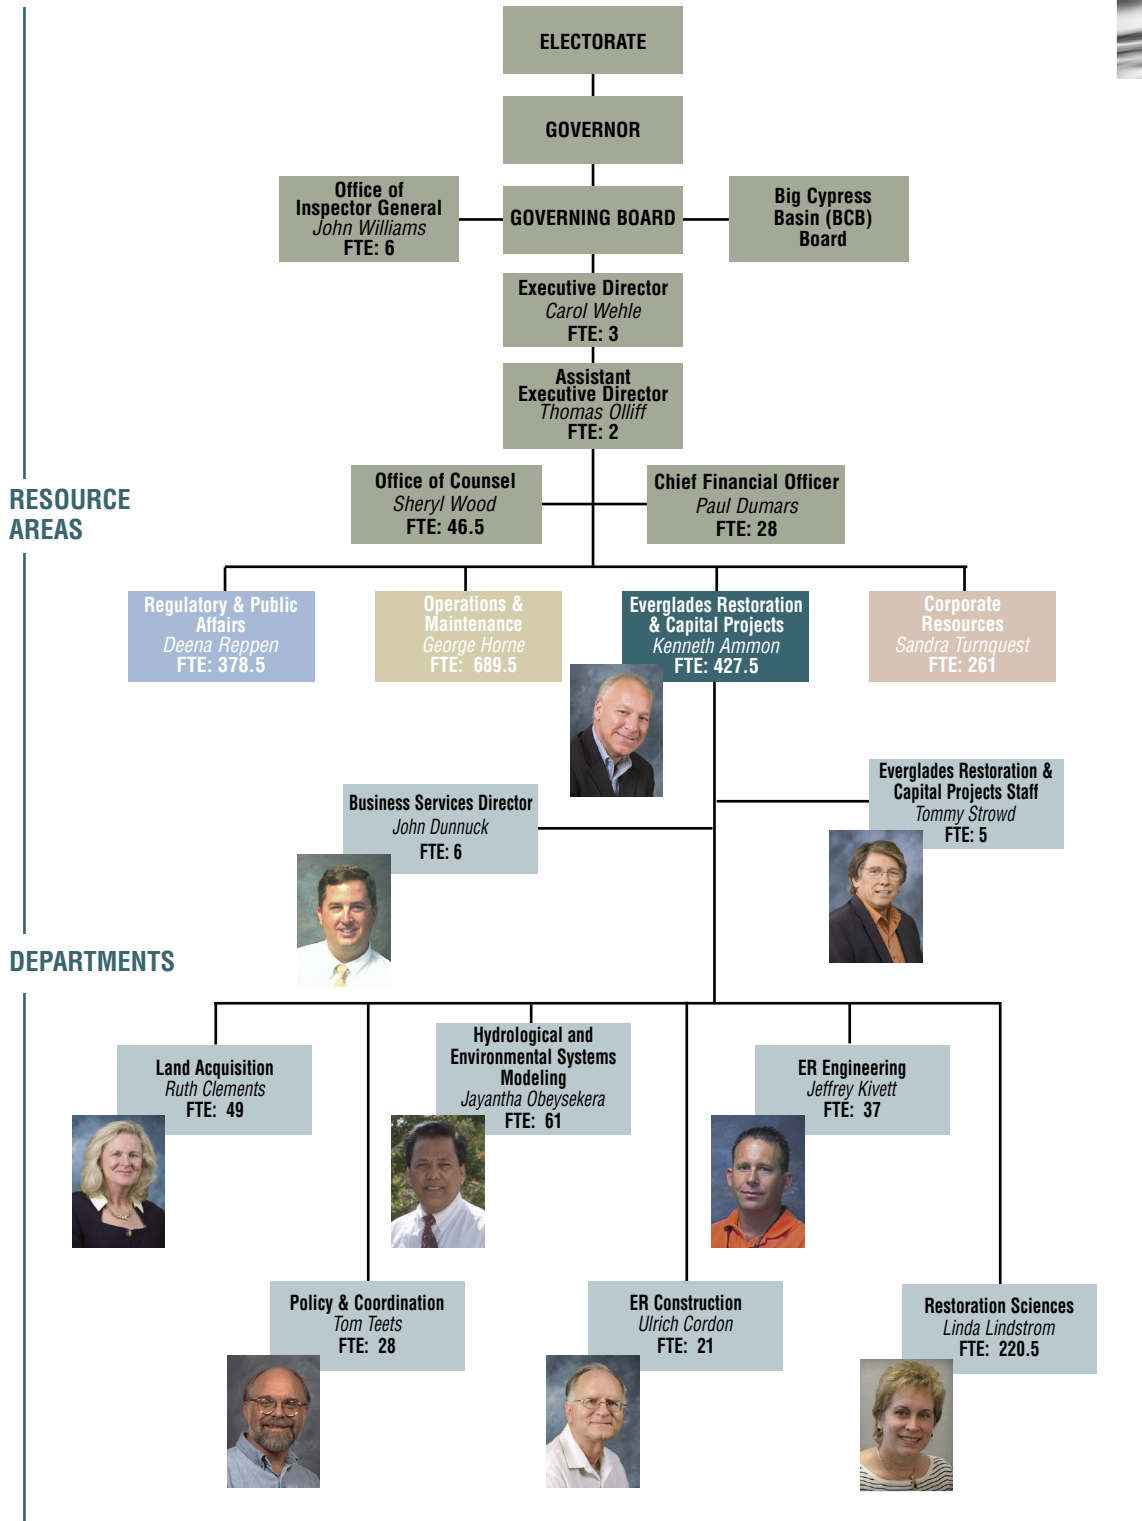 ELECTORATE
GOVERNOR
Office of
Inspector General
John Williams
FTE: 6
GOVERNING BOARD
Big Cypress
Basin (BCB)
Board
Executive Director
Carol Wehle
FTE: 3
Assistant
Executive Director
Thomas Olliff
FTE: 2
Office of Counsel
Sheryl Wood
FTE: 46.5
Chief Financial Officer
Paul Dumars
FTE: 28
RESOURCE
AREAS
Regulatory & Public
Affairs
Deena Reppen
FTE: 378.5
Operations &
Maintenance
George Horne
FTE: 689.5
Everglades Restoration
& Capital Projects
Kenneth Ammon
FTE: 427.5
Corporate
Resources
Sandra Turnquest
FTE: 261
Business Services Director
John Dunnuck
FTE: 6
Everglades Restoration &
Capital Projects Staff
Tommy Strowd
FTE: 5
DEPARTMENTS
Land Acquisition
Ruth Clements
FTE: 49
Hydrological and
Environmental Systems
Modeling
Jayantha Obeysekera
FTE: 61
ER Engineering
Jeffrey Kivett
FTE: 37
Policy & Coordination
Tom Teets
FTE: 28
ER Construction
Ulrich Cordon
FTE: 21
Restoration Sciences
Linda Lindstrom
FTE: 220.5